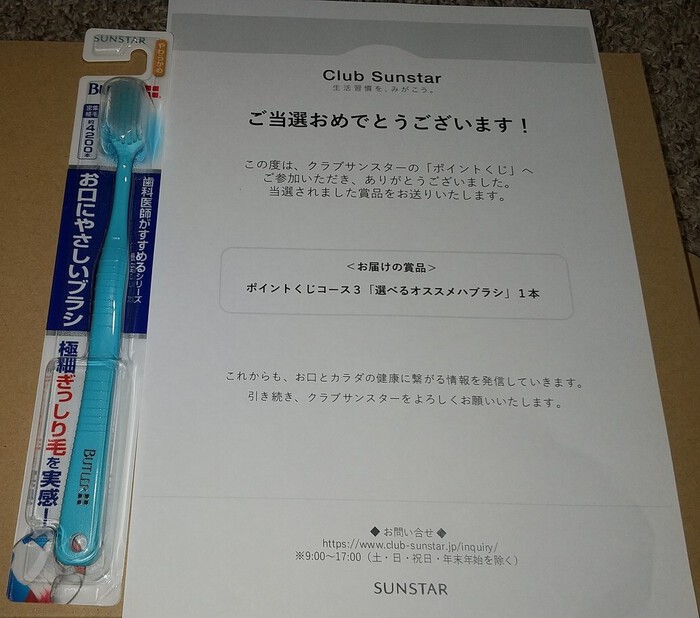 SUNSTAR
やわらかめ
BUTLER
密集植毛
約4200本
歯科医師がすすめるシリーズ
お口にやさしいブラシ
極細ぎっしり毛を実感!
BUTLER
Club Sunstar
生活習慣を、みがこう。
ご当選おめでとうございます!
この度は、クラブサンスターの「ポイントくじ」へ
ご参加いただき、ありがとうございました。
当選されました賞品をお送りいたします。
<お届けの賞品>
ポイントくじコース3「選べるオススメハブラシ」1本
これからも、お口とカラダの健康に繋がる情報を発信していきます。
引き続き、クラブサンスターをよろしくお願いいたします。
◆お問い合せ◆
https://www.club-sunstar.jp/inquiry/
※9:00~17:00(土・日・祝日・年末年始を除く)
SUNSTAR